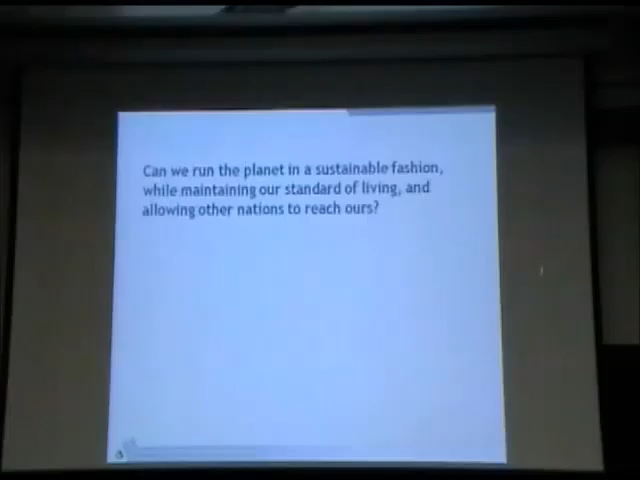 Can we run the planet in a sustainable fashion,
while maintaining our standard of living, and
allowing other nations to reach ours?